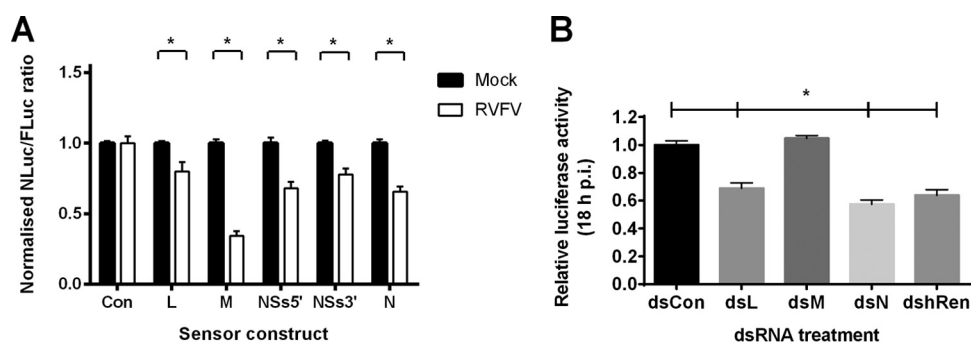 A
Normalised NLuc/FLuc ratio
1.5
1.0
0.5
0.0
* * * * *
Mock
RVFV
Con L M NSs5' NSs3' N
Sensor construct
B
Relative luciferase activity
(18 h p.i.)
1.2
1.0
0.8
0.6
0.4
0.2
0.0
*
dsCon dsL dsM dsN dshRen
dsRNA treatment